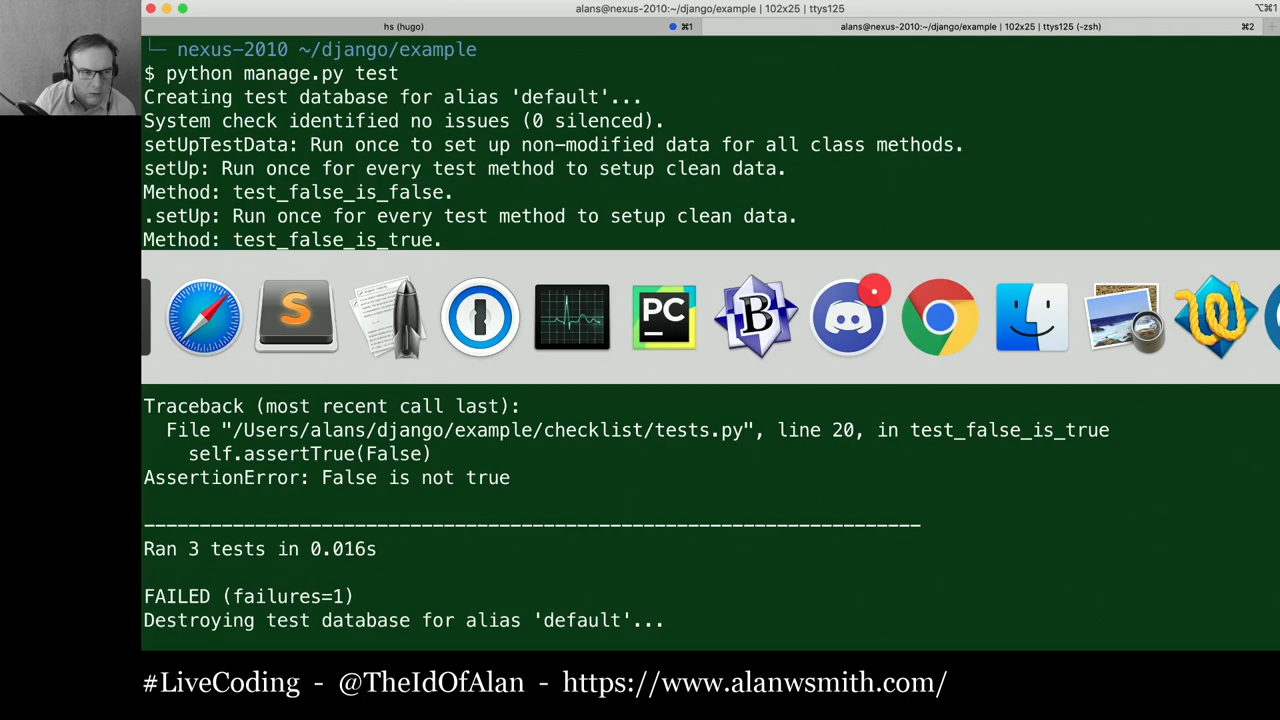 alans@nexus-2010:~/django/example | 102x25 | ttys125
⌥⌘1
hs (hugo)
⌘1
alans@nexus-2010:~/django/example | 102x25 | ttys125 (-zsh)
⌘2
└─ nexus-2010 ~/django/example
$ python manage.py test
Creating test database for alias 'default'...
System check identified no issues (0 silenced).
setUpTestData: Run once to set up non-modified data for all class methods.
setUp: Run once for every test method to setup clean data.
Method: test_false_is_false.
.setUp: Run once for every test method to setup clean data.
Method: test_false_is_true.
S
PC
B
Traceback (most recent call last):
File "/Users/alans/django/example/checklist/tests.py", line 20, in test_false_is_true
self.assertTrue(False)
AssertionError: False is not true
----------------------------------------------------------------------
Ran 3 tests in 0.016s
FAILED (failures=1)
Destroying test database for alias 'default'...
#LiveCoding - @TheIdOfAlan - https://www.alanwsmith.com/